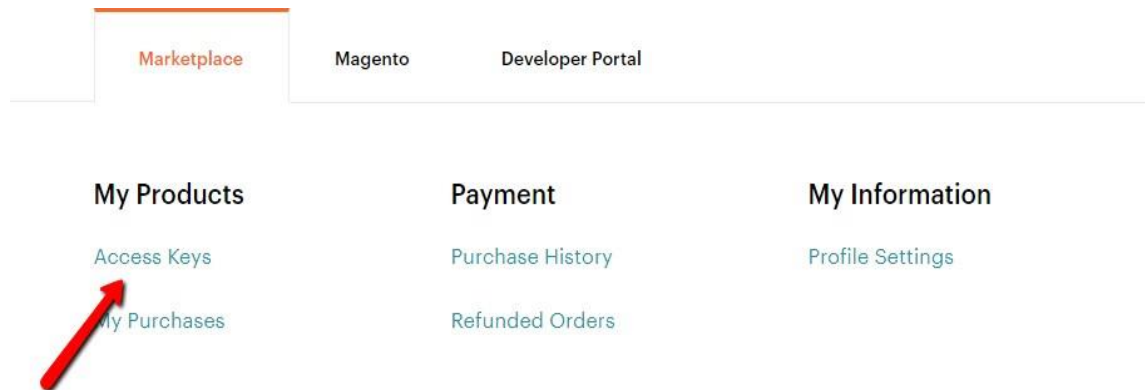 Marketplace Magento Developer Portal
My Products Payment My Information
Access Keys Purchase History Profile Settings
My Purchases Refunded Orders